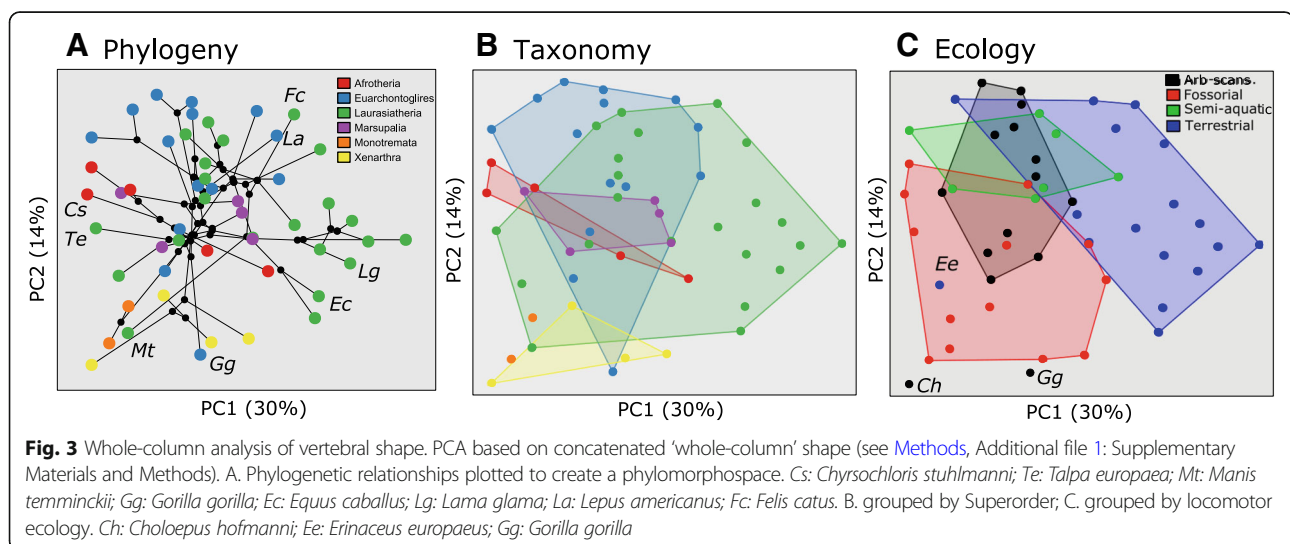 A Phylogeny
Afrotheria
Euarchontoglires
Laurasiatheria
Marsupalia
Monotremata
Xenarthra
Fc
La
Cs
Te
Lg
Ec
Mt
Gg
PC2 (14%)
PC1 (30%)
B Taxonomy
PC2 (14%)
PC1 (30%)
C Ecology
Arb-scans.
Fossorial
Semi-aquatic
Terrestrial
Ee
Ch
Gg
PC2 (14%)
PC1 (30%)
Fig. 3 Whole-column analysis of vertebral shape. PCA based on concatenated ‘whole-column’ shape (see Methods, Additional file 1: Supplementary
Materials and Methods). A. Phylogenetic relationships plotted to create a phylomorphospace. Cs: Chyrsochloris stuhlmanni; Te: Talpa europaea; Mt: Manis
temminckii; Gg: Gorilla gorilla; Ec: Equus caballus; Lg: Lama glama; La: Lepus americanus; Fc: Felis catus. B. grouped by Superorder; C. grouped by locomotor
ecology. Ch: Choloepus hofmanni; Ee: Erinaceus europaeus; Gg: Gorilla gorilla